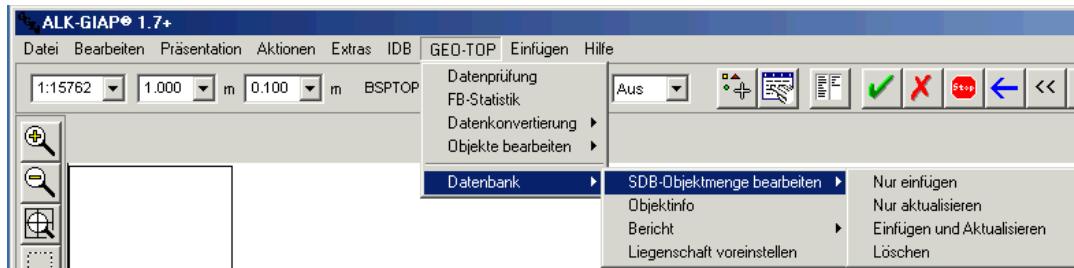 ALK-GIAP® 1.7+
Datei Bearbeiten Präsentation Aktionen Extras IDB GEO-TOP Einfügen Hilfe
1:15762 1.000 m 0.100 m BSPTOP Aus Stop <<
Datenprüfung
FB-Statistik
Datenkonvertierung
Objekte bearbeiten
Datenbank
SDB-Objektmenge bearbeiten
Objektinfo
Bericht
Liegenschaft voreinstellen
Nur einfügen
Nur aktualisieren
Einfügen und Aktualisieren
Löschen